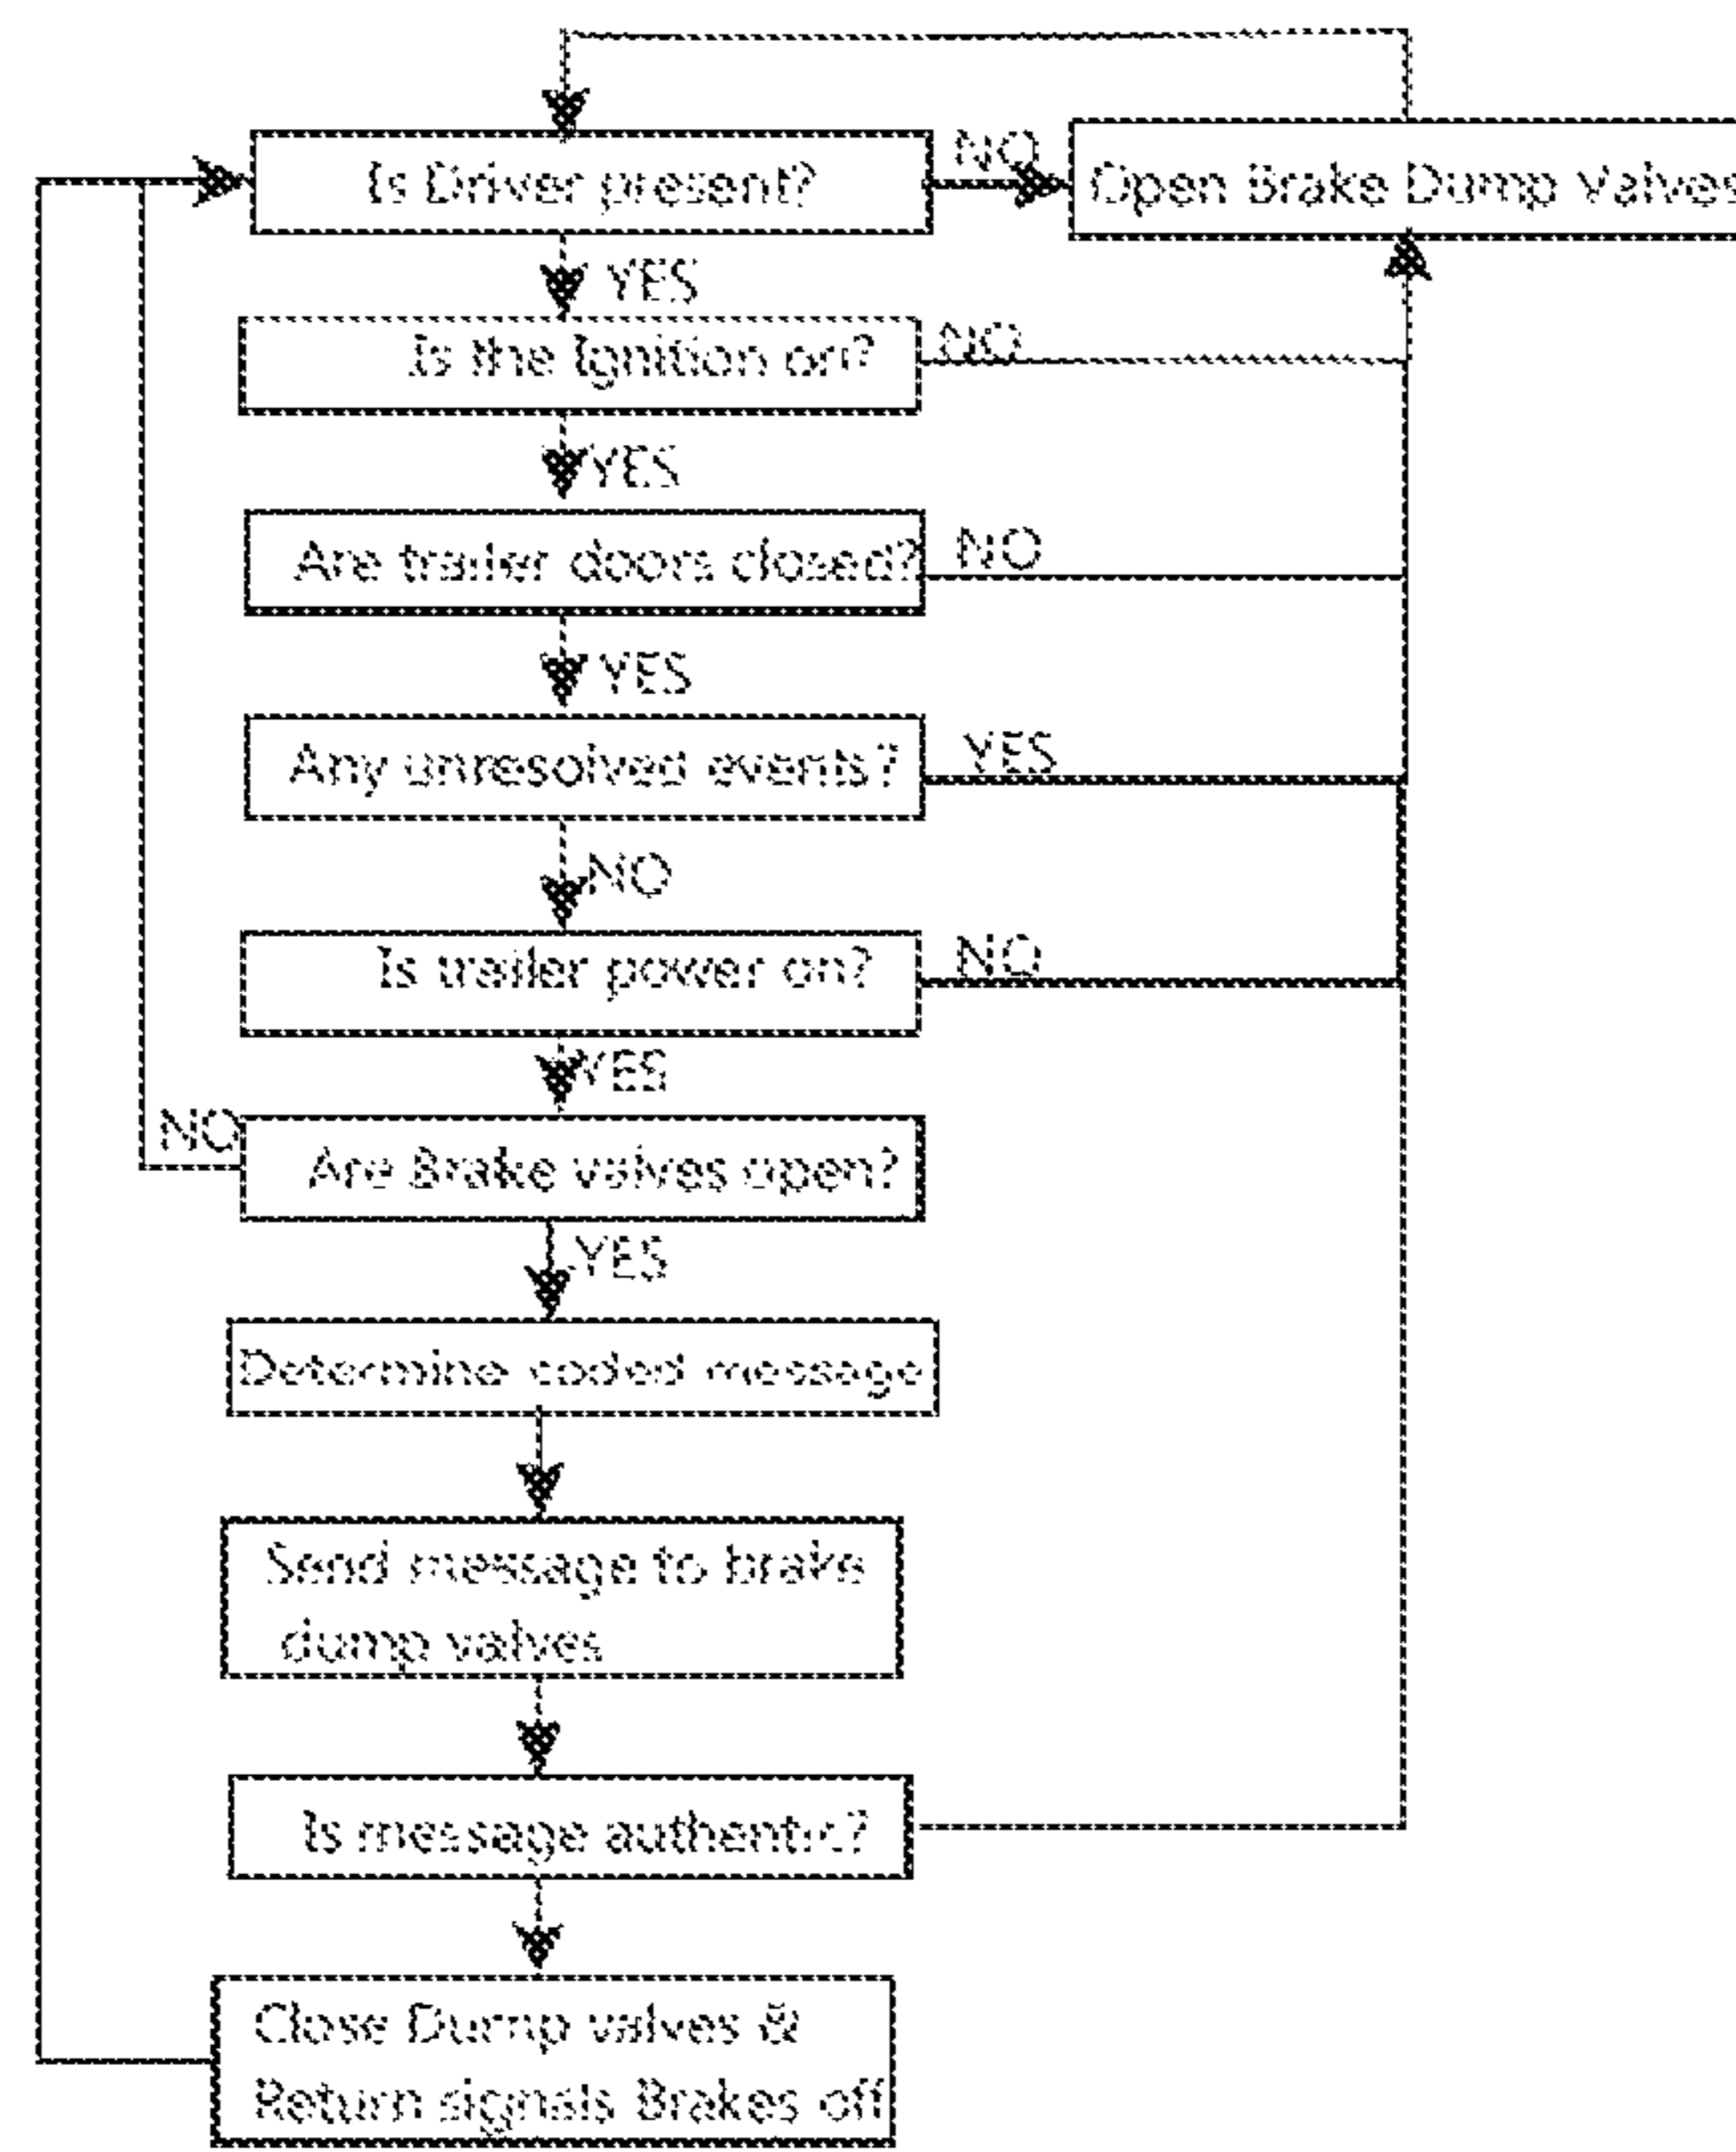 Is Driver present?
NO
Open Brake Dump Valves
YES
Is the Ignition on?
NO
YES
Are trailer doors closed?
NO
YES
Any unresolved events?
YES
NO
Is trailer power on?
NO
YES
NO
Are Brake valves open?
YES
Determine coded message
Send message to brake
dump valves
Is message authentic?
Close Dump valves &
Return signals Brakes off